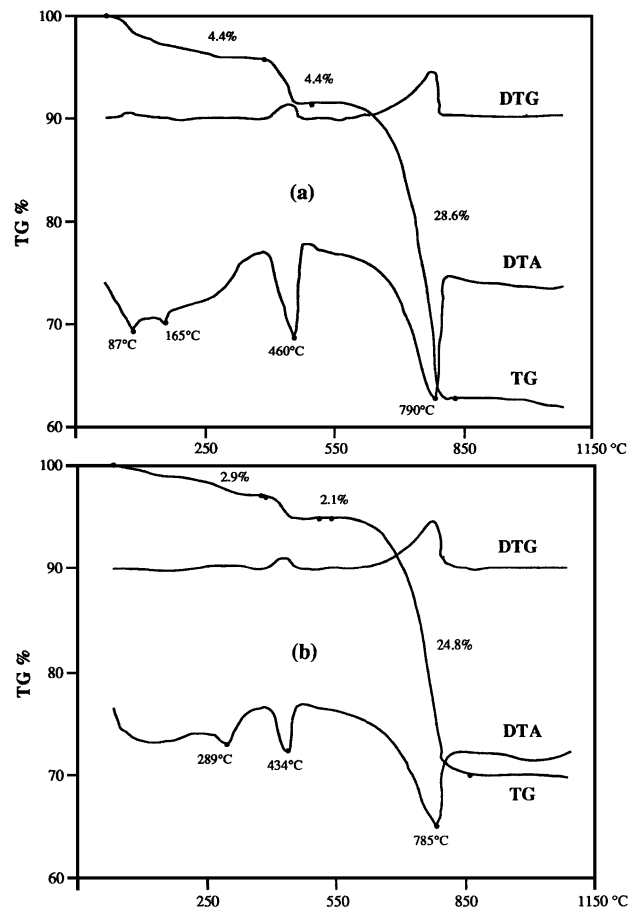 100
4.4%
4.4%
DTG
90
(a)
28.6%
TG %
80
DTA
70
87°C
165°C
460°C
TG
790°C
60
250
550
850
1150 °C
100
2.9%
2.1%
DTG
90
(b)
24.8%
TG %
80
DTA
289°C
434°C
70
TG
785°C
60
250
550
850
1150 °C